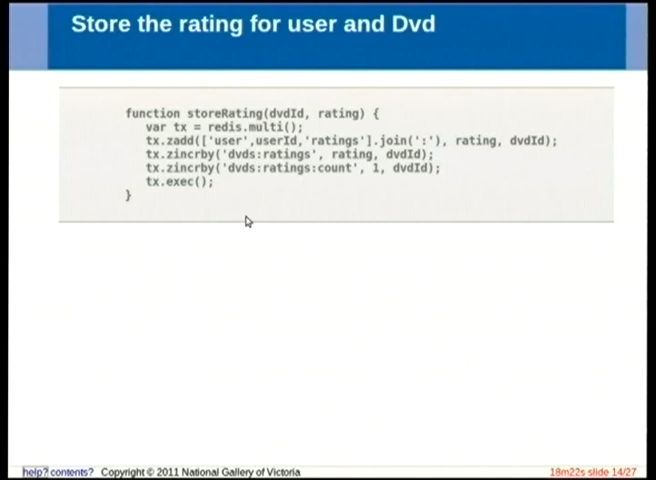 Store the rating for user and Dvd
function storeRating(dvdId, rating) {
var tx = redis.multi();
tx.zadd(['user',userId,'ratings'].join(':'), rating, dvdId);
tx.zincrby('dvds:ratings', rating, dvdId);
tx.zincrby('dvds:ratings:count', 1, dvdId);
tx.exec();
}
help? contents? Copyright © 2011 National Gallery of Victoria 18m22s slide 14/27